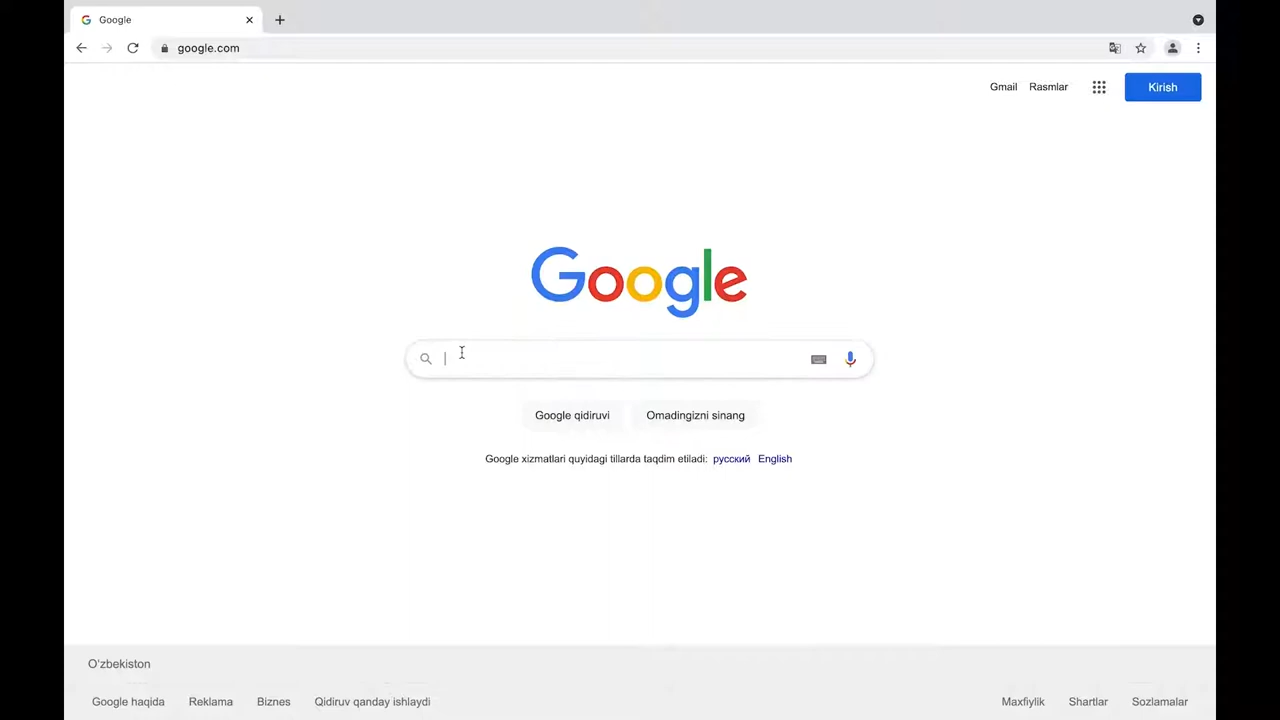 Google
google.com
Gmail Rasmlar Kirish
Google
Google qidiruvi Omadingizni sinang
Google xizmatlari quyidagi tillarda taqdim etiladi: русский English
Oʻzbekiston
Google haqida Reklama Biznes Qidiruv qanday ishlaydi Maxfiylik Shartlar Sozlamalar